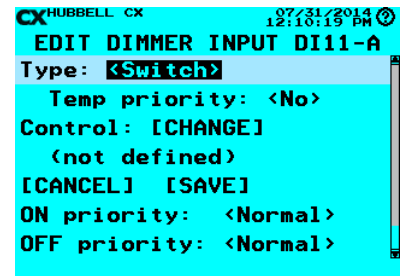 CX HUBBELL CX 07/31/2014
12:10:19 PM
EDIT DIMMER INPUT DI11-A
Type: <Switch>
Temp priority: <No>
Control: [CHANGE]
(not defined)
[CANCEL] [SAVE]
ON priority: <Normal>
OFF priority: <Normal>